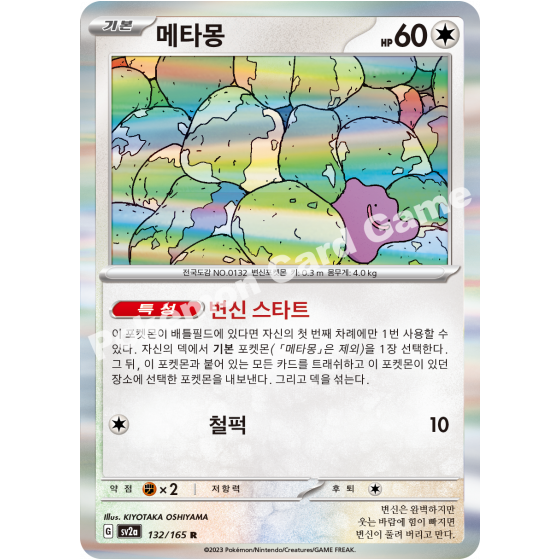 기본 메타몽 HP 60
전국도감 NO.0132 변신포켓몬 키: 0.3 m 몸무게: 4.0 kg
특성 변신 스타트
이 포켓몬이 배틀필드에 있다면 자신의 첫 번째 차례에만 1번 사용할 수
있다. 자신의 덱에서 기본 포켓몬(「메타몽」은 제외)을 1장 선택한다.
그 뒤, 이 포켓몬과 붙어 있는 모든 카드를 트래쉬하고 이 포켓몬이 있던
장소에 선택한 포켓몬을 내보낸다. 그리고 덱을 섞는다.
철퍽 10
약점 ×2 저항력 후퇴
Illus. KIYOTAKA OSHIYAMA
G sv2a 132/165 R
변신은 완벽하지만
웃는 바람에 힘이 빠지면
변신이 풀려 버리고 만다.
©2023 Pokémon/Nintendo/Creatures/GAME FREAK.
Pokémon Card Game